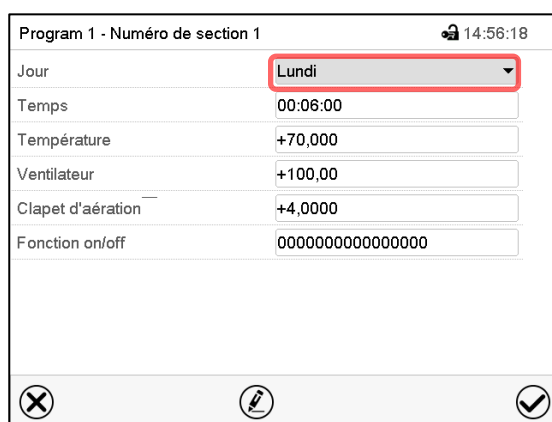 Program 1 - Numéro de section 1 14:56:18
Jour Lundi
Temps 00:06:00
Température +70,000
Ventilateur +100,00
Clapet d'aération +4,0000
Fonction on/off 0000000000000000